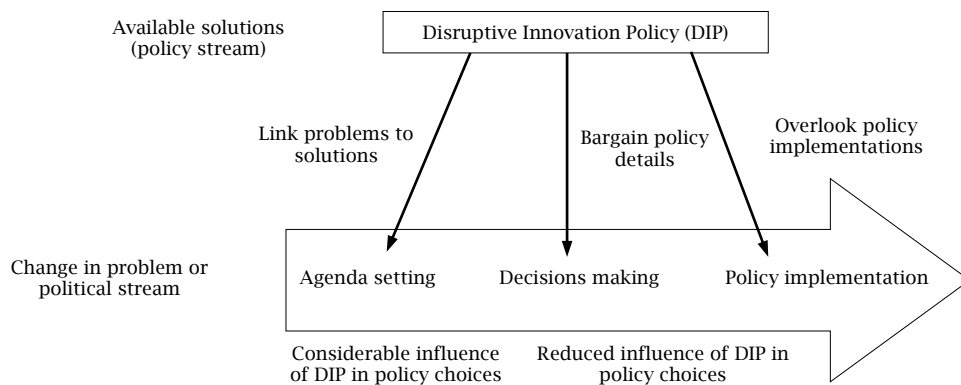 Available solutions
(policy stream)
Disruptive Innovation Policy (DIP)
Link problems to
solutions
Bargain policy
details
Overlook policy
implementations
Change in problem or
political stream
Agenda setting
Decisions making
Policy implementation
Considerable influence
of DIP in policy choices
Reduced influence of DIP in
policy choices